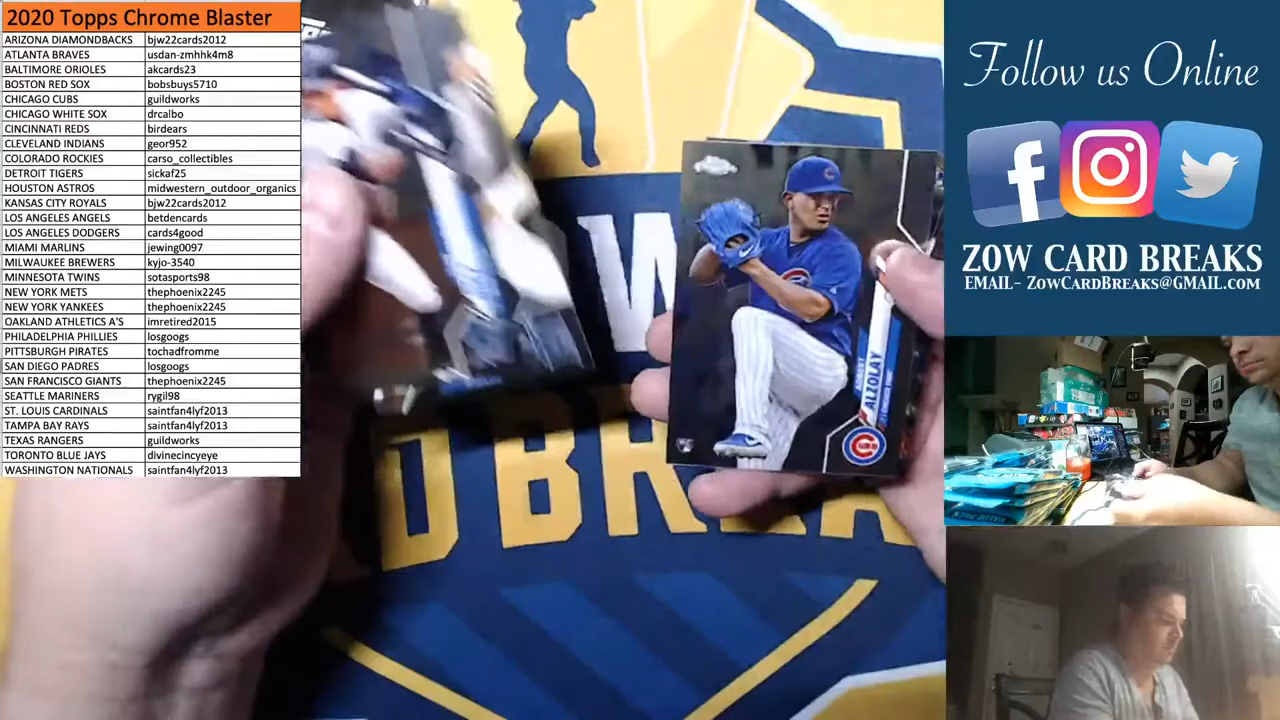 2020 Topps Chrome Blaster
ARIZONA DIAMONDBACKS bjw22cards2012
ATLANTA BRAVES usdan-zmhhk4m8
BALTIMORE ORIOLES akcards23
BOSTON RED SOX bobsbuys5710
CHICAGO CUBS guildworks
CHICAGO WHITE SOX drcalbo
CINCINNATI REDS birdears
CLEVELAND INDIANS geor952
COLORADO ROCKIES carso_collectibles
DETROIT TIGERS sickaf25
HOUSTON ASTROS midwestern_outdoor_organics
KANSAS CITY ROYALS bjw22cards2012
LOS ANGELES ANGELS betdencards
LOS ANGELES DODGERS cards4good
MIAMI MARLINS jewing0097
MILWAUKEE BREWERS kyjo-3540
MINNESOTA TWINS sotasports98
NEW YORK METS thephoenix2245
NEW YORK YANKEES thephoenix2245
OAKLAND ATHLETICS A'S imretired2015
PHILADELPHIA PHILLIES losgoogs
PITTSBURGH PIRATES tochadfromme
SAN DIEGO PADRES losgoogs
SAN FRANCISCO GIANTS thephoenix2245
SEATTLE MARINERS rygil98
ST. LOUIS CARDINALS saintfan4lyf2013
TAMPA BAY RAYS saintfan4lyf2013
TEXAS RANGERS guildworks
TORONTO BLUE JAYS divincincyeye
WASHINGTON NATIONALS saintfan4lyf2013
W
D BREA
ALZOLAY
Follow us Online
ZOW CARD BREAKS
EMAIL- ZOWCARDBREAKS@GMAIL.COM